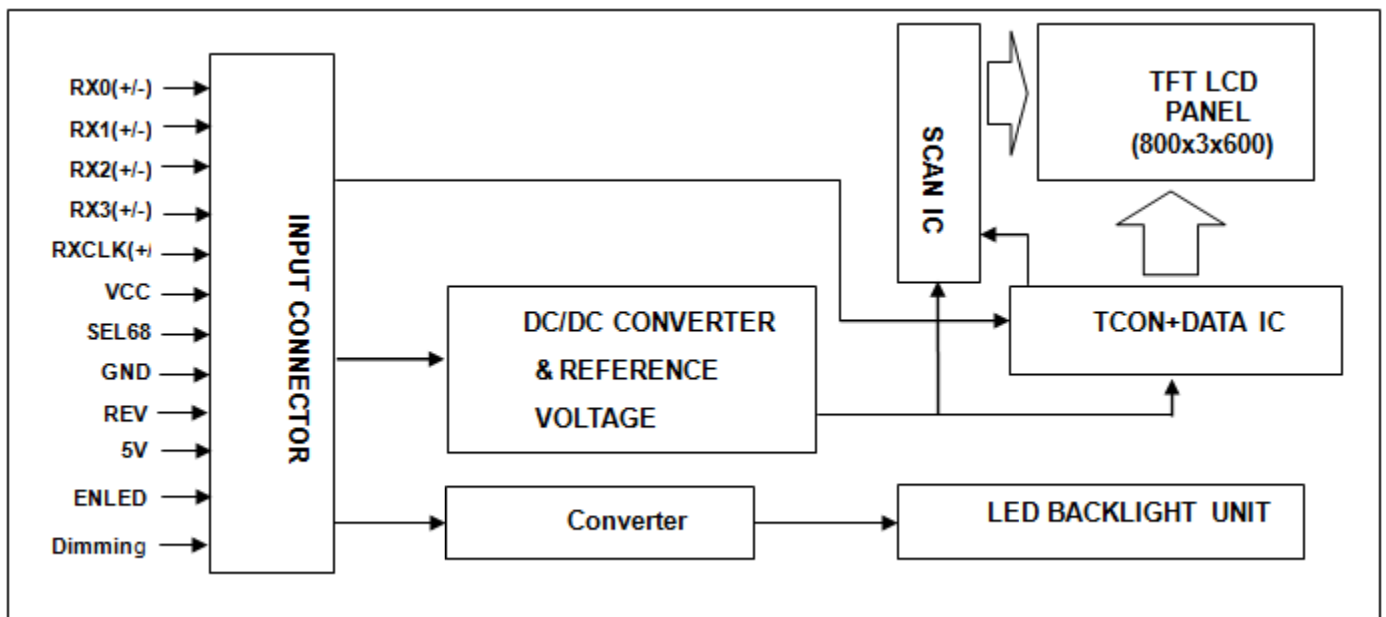 RX0(+/-)
RX1(+/-)
RX2(+/-)
RX3(+/-)
RXCLK(+/
VCC
SEL68
GND
REV
5V
ENLED
Dimming
INPUT CONNECTOR
DC/DC CONVERTER
& REFERENCE
VOLTAGE
Converter
SCAN IC
TFT LCD
PANEL
(800x3x600)
TCON+DATA IC
LED BACKLIGHT UNIT